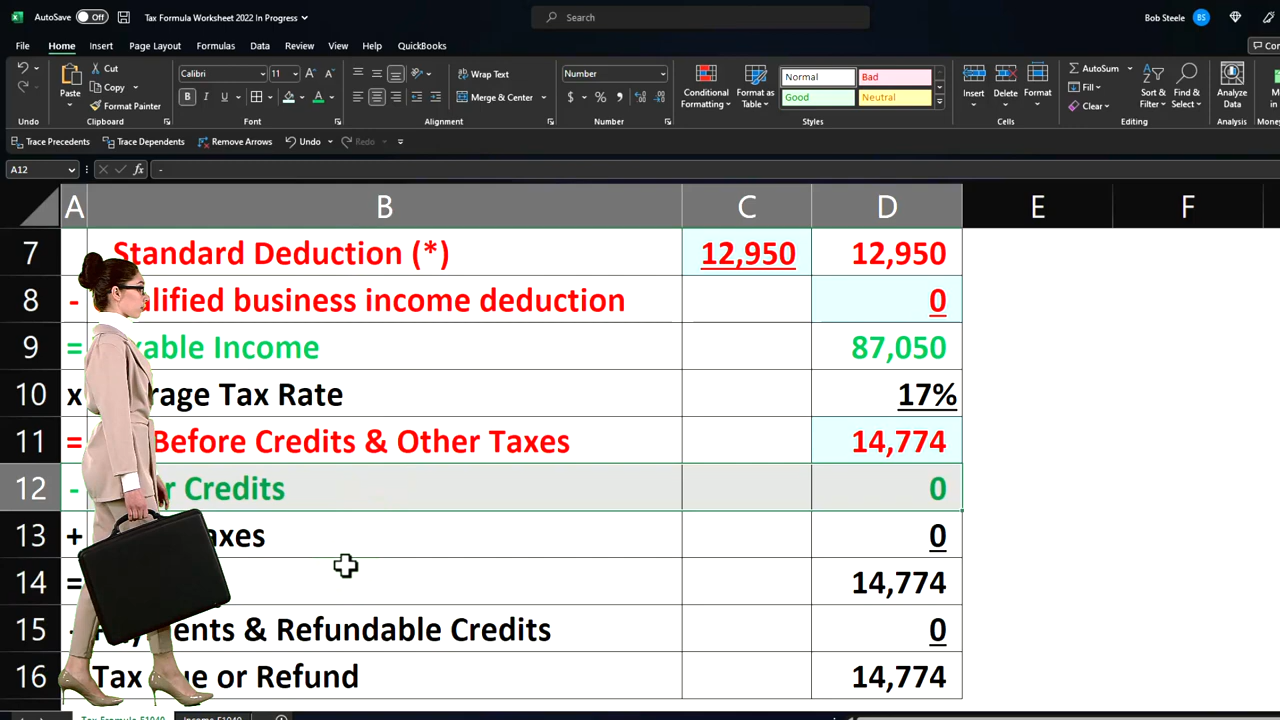 AutoSave Off Tax Formula Worksheet 2022 In Progress Search Bob Steele BS
File Home Insert Page Layout Formulas Data Review View Help QuickBooks
Paste Cut Copy Format Painter Calibri 11 B I U Wrap Text Merge & Center Number $ % , Conditional Formatting Format as Table Normal Bad Good Neutral Insert Delete Format AutoSum Fill Clear Sort & Filter Find & Select Analyze Data
Undo Clipboard Font Alignment Number Styles Cells Editing Analysis
Trace Precedents Trace Dependents Remove Arrows Undo Redo
A12 fx -
A B C D E F
7 Standard Deduction (*) 12,950 12,950
8 - business income deduction 0
9 = Income 87,050
10 x Tax Rate 17%
11 = Before Credits & Other Taxes 14,774
12 - Credits 0
13 + 0
14 = 14,774
15 & Refundable Credits 0
16 Tax or Refund 14,774
Tax Formula F1040 Income F1040